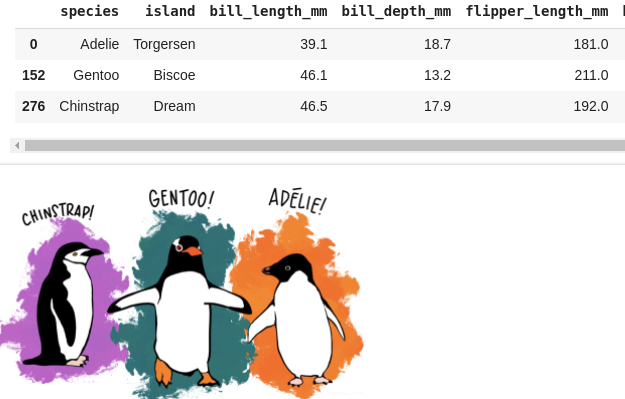 species island bill_length_mm bill_depth_mm flipper_length_mm
0 Adelie Torgersen 39.1 18.7 181.0
152 Gentoo Biscoe 46.1 13.2 211.0
276 Chinstrap Dream 46.5 17.9 192.0
CHINSTRAP! GENTOO! ADÉLIE!